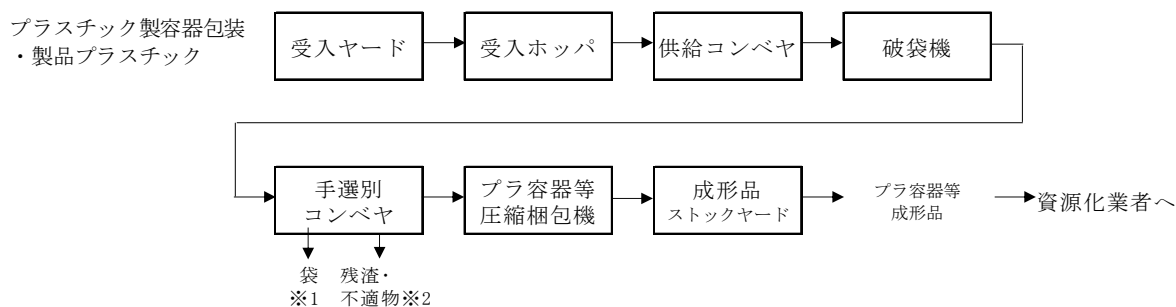 プラスチック製容器包装
・製品プラスチック
受入ヤード
受入ホッパ
供給コンベヤ
破袋機
手選別
コンベヤ
プラ容器等
圧縮梱包機
成形品
ストックヤード
プラ容器等
成形品
資源化業者へ
袋
※1
残渣・
不適物※2